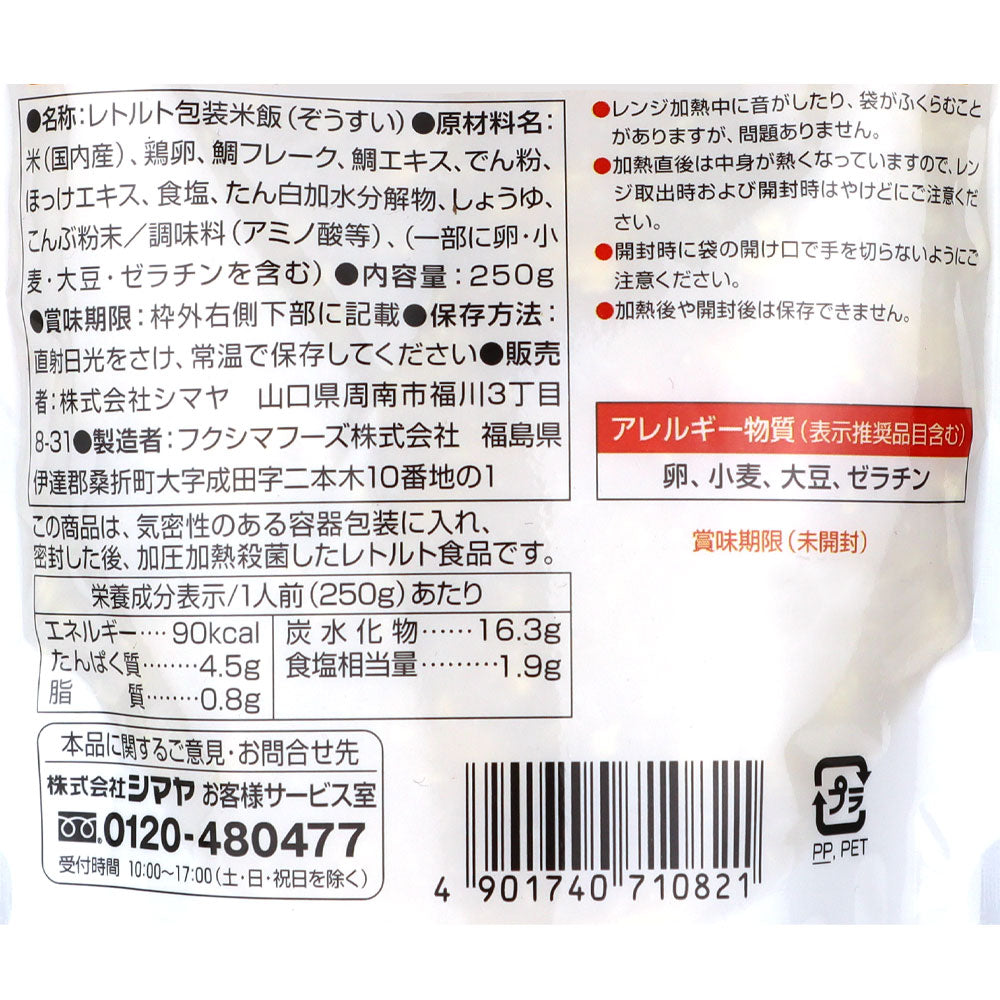 ●名称：レトルト包装米飯（ぞうすい）●原材料名：
米（国内産）、鶏卵、鯛フレーク、鯛エキス、でん粉、
ほっけエキス、食塩、たん白加水分解物、しょうゆ、
こんぶ粉末／調味料（アミノ酸等）、（一部に卵・小
麦・大豆・ゼラチンを含む）●内容量：250g
●賞味期限：枠外右側下部に記載●保存方法：
直射日光をさけ、常温で保存してください●販売
者：株式会社シマヤ 山口県周南市福川3丁目
8-31●製造者：フクシマフーズ株式会社 福島県
伊達郡桑折町大字成田字二本木10番地の1
この商品は、気密性のある容器包装に入れ、
密封した後、加圧加熱殺菌したレトルト食品です。
栄養成分表示/1人前（250g）あたり
エネルギー‥‥90kcal
たんぱく質………4.5g
脂 質………0.8g
炭水化物……16.3g
食塩相当量………1.9g
本品に関するご意見・お問合せ先
株式会社シマヤ お客様サービス室
0120-480477
受付時間 10:00～17:00（土・日・祝日を除く）
●レンジ加熱中に音がしたり、袋がふくらむこと
がありますが、問題ありません。
●加熱直後は中身が熱くなっていますので、レン
ジ取出時および開封時はやけどにご注意くだ
さい。
●開封時に袋の開け口で手を切らないようにご
注意ください。
●加熱後や開封後は保存できません。
アレルギー物質（表示推奨品目含む）
卵、小麦、大豆、ゼラチン
賞味期限（未開封）
4 901740 710821
プラ
PP, PET